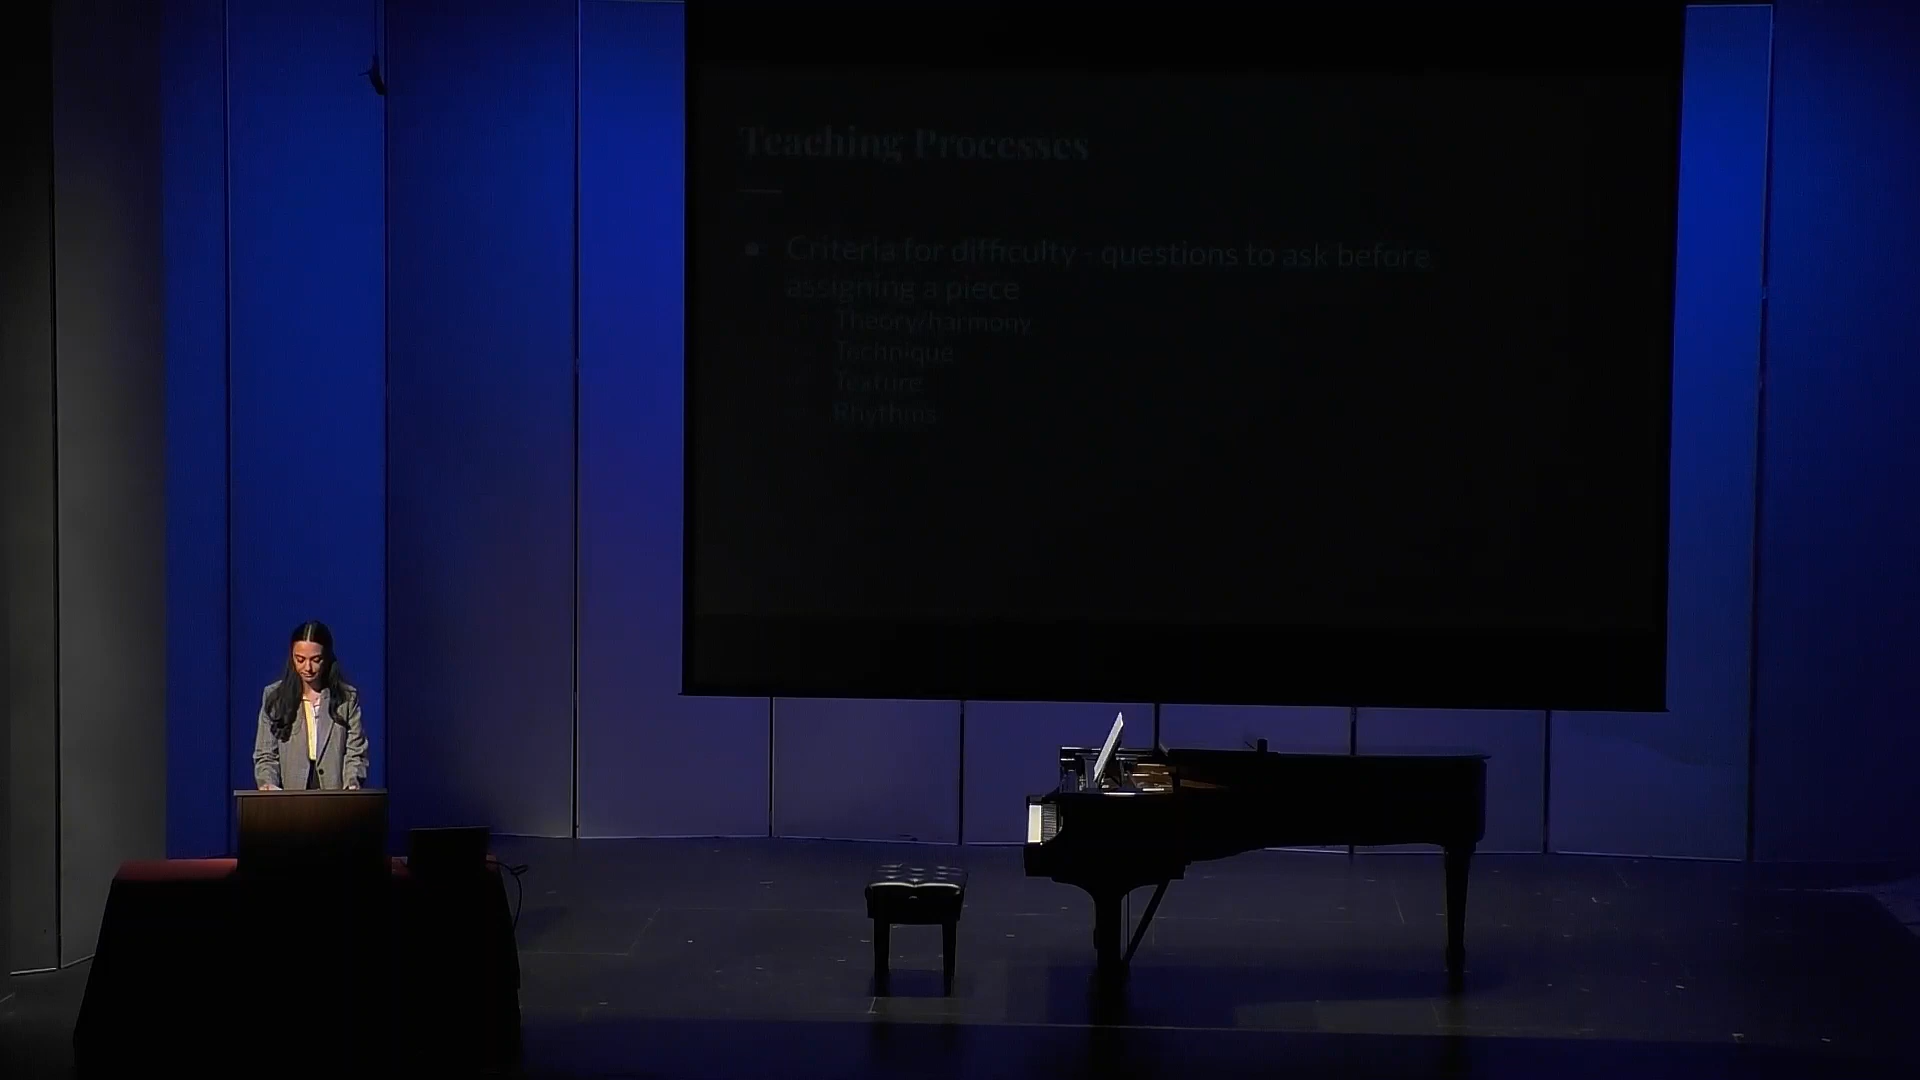 Teaching Processes
Criteria for difficulty - questions to ask before
assigning a piece
Theory/harmony
Technique
Texture
Rhythms